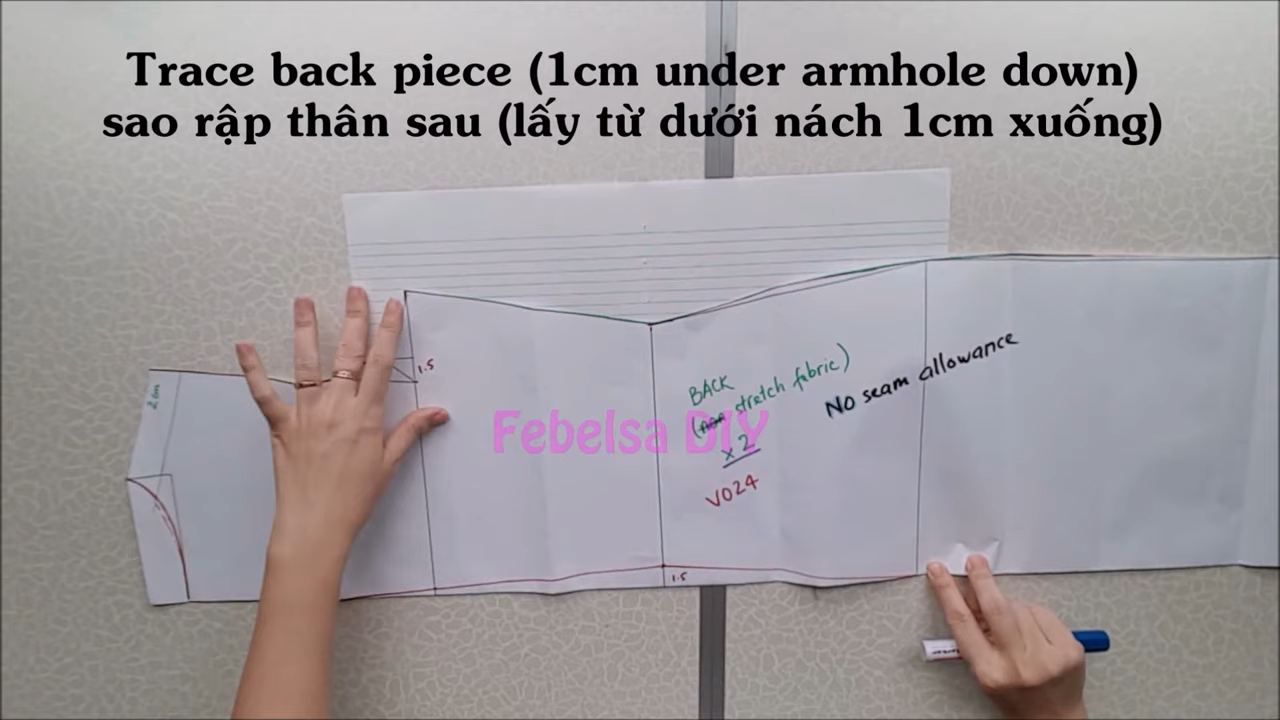 Trace back piece (1cm under armhole down)
sao rập thân sau (lấy từ dưới nách 1cm xuống)
1.5
BACK
stretch fabric)
x 2
V024
No seam allowance
Febelsa DIY
1.5